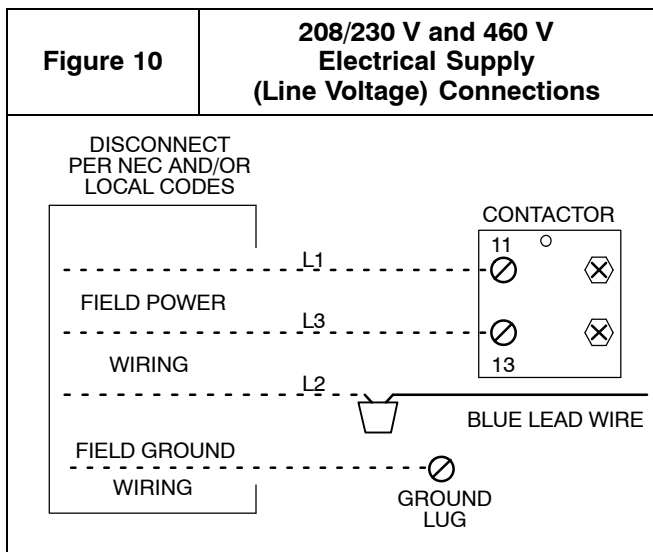 Figure 10
208/230 V and 460 V
Electrical Supply
(Line Voltage) Connections
DISCONNECT
PER NEC AND/OR
LOCAL CODES
CONTACTOR
11
L1
FIELD POWER
L3
13
WIRING
L2
BLUE LEAD WIRE
FIELD GROUND
WIRING
GROUND
LUG